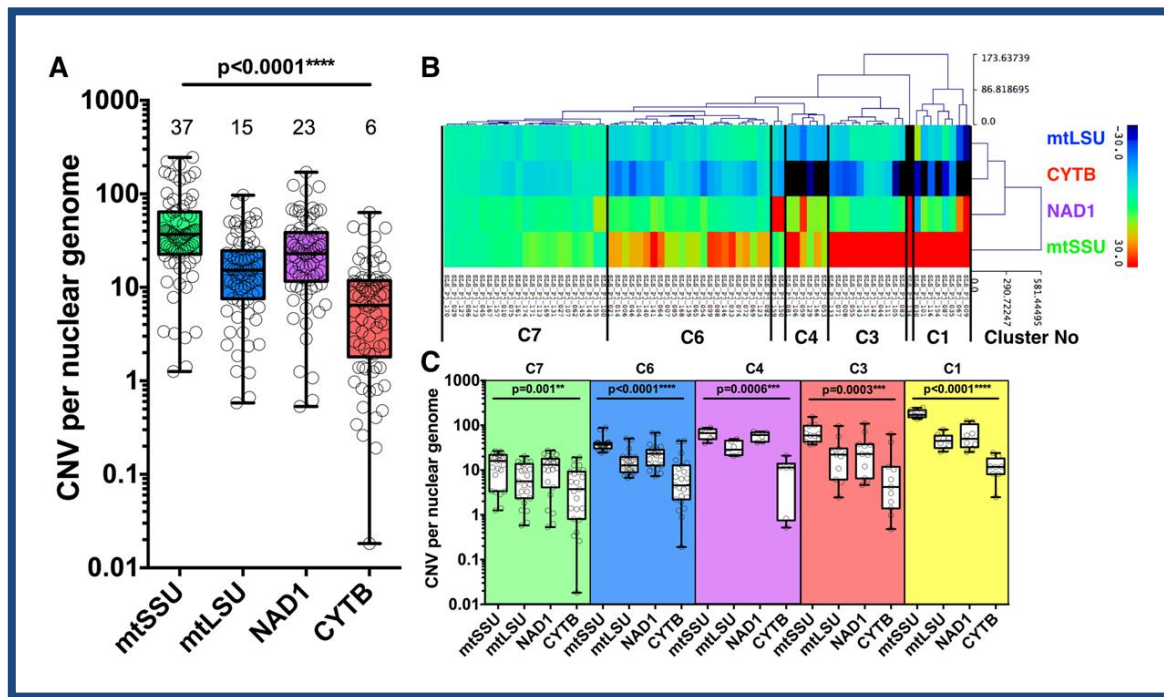 A
p<0.0001****
37 15 23 6
1000
100
10
1
0.1
0.01
CNV per nuclear genome
mtSSU mtLSU NAD1 CYTB
B
173.63739
86.818695
0.0
mtLSU
CYTB
NAD1
mtSSU
-30.0
30.0
0.0
290.72247
581.44495
C7 C6 C4 C3 C1 Cluster No
C
C7 C6 C4 C3 C1
p=0.001** p<0.0001**** p=0.0006*** p=0.0003*** p<0.0001****
1000
100
10
1
0.1
0.01
CNV per nuclear genome
mtSSU mtLSU NAD1 CYTB mtSSU mtLSU NAD1 CYTB mtSSU mtLSU NAD1 CYTB mtSSU mtLSU NAD1 CYTB mtSSU mtLSU NAD1 CYTB